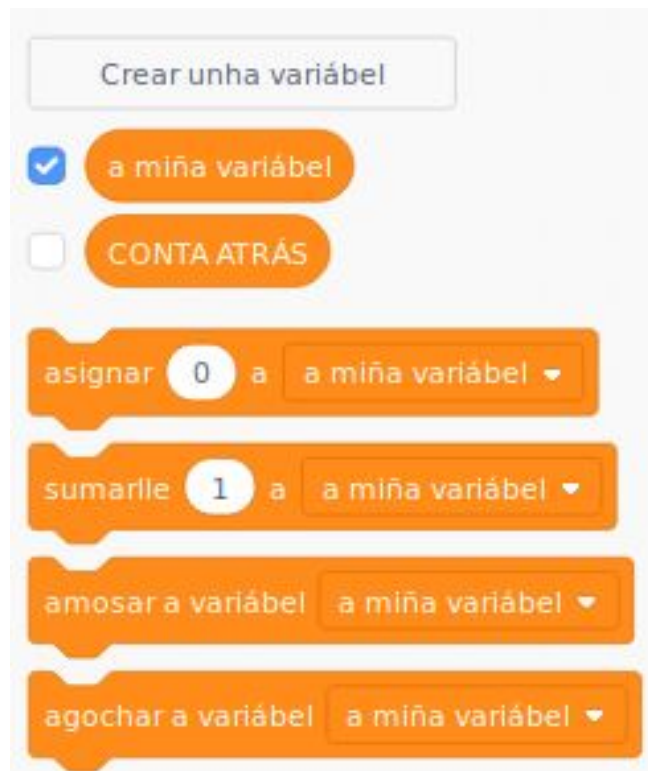 Crear unha variábel
a miña variábel
CONTA ATRÁS
asignar 0 a a miña variábel
sumarlle 1 a a miña variábel
amosar a variábel a miña variábel
agochar a variábel a miña variábel